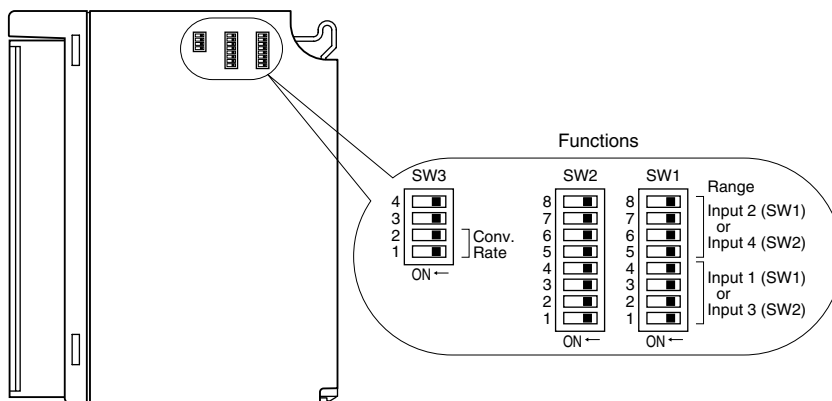 Functions
SW3
4
3
2
1
Conv.
Rate
ON ←
SW2
8
7
6
5
4
3
2
1
ON ←
SW1
8
7
6
5
4
3
2
1
ON ←
Range
Input 2 (SW1)
or
Input 4 (SW2)
Input 1 (SW1)
or
Input 3 (SW2)